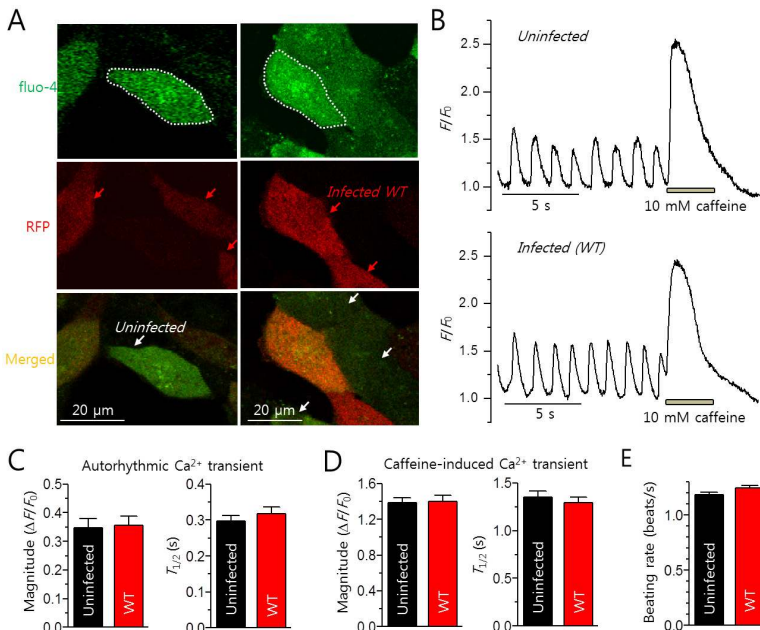 A
fluo-4
RFP
Infected WT
Merged
Uninfected
20 μm
20 μm
B
Uninfected
F/F0
2.5
2.0
1.5
1.0
5 s
10 mM caffeine
Infected (WT)
F/F0
2.5
2.0
1.5
1.0
5 s
10 mM caffeine
C
Autorhythmic Ca²⁺ transient
Magnitude (ΔF/F0)
0.5
0.4
0.3
0.2
0.1
0.0
Uninfected
WT
T1/2 (s)
0.4
0.3
0.2
0.1
0.0
Uninfected
WT
D
Caffeine-induced Ca²⁺ transient
Magnitude (ΔF/F0)
1.6
1.2
0.8
0.4
0.0
Uninfected
WT
T1/2 (s)
1.5
1.0
0.5
0.0
Uninfected
WT
E
Beating rate (beats/s)
1.0
0.5
0.0
Uninfected
WT